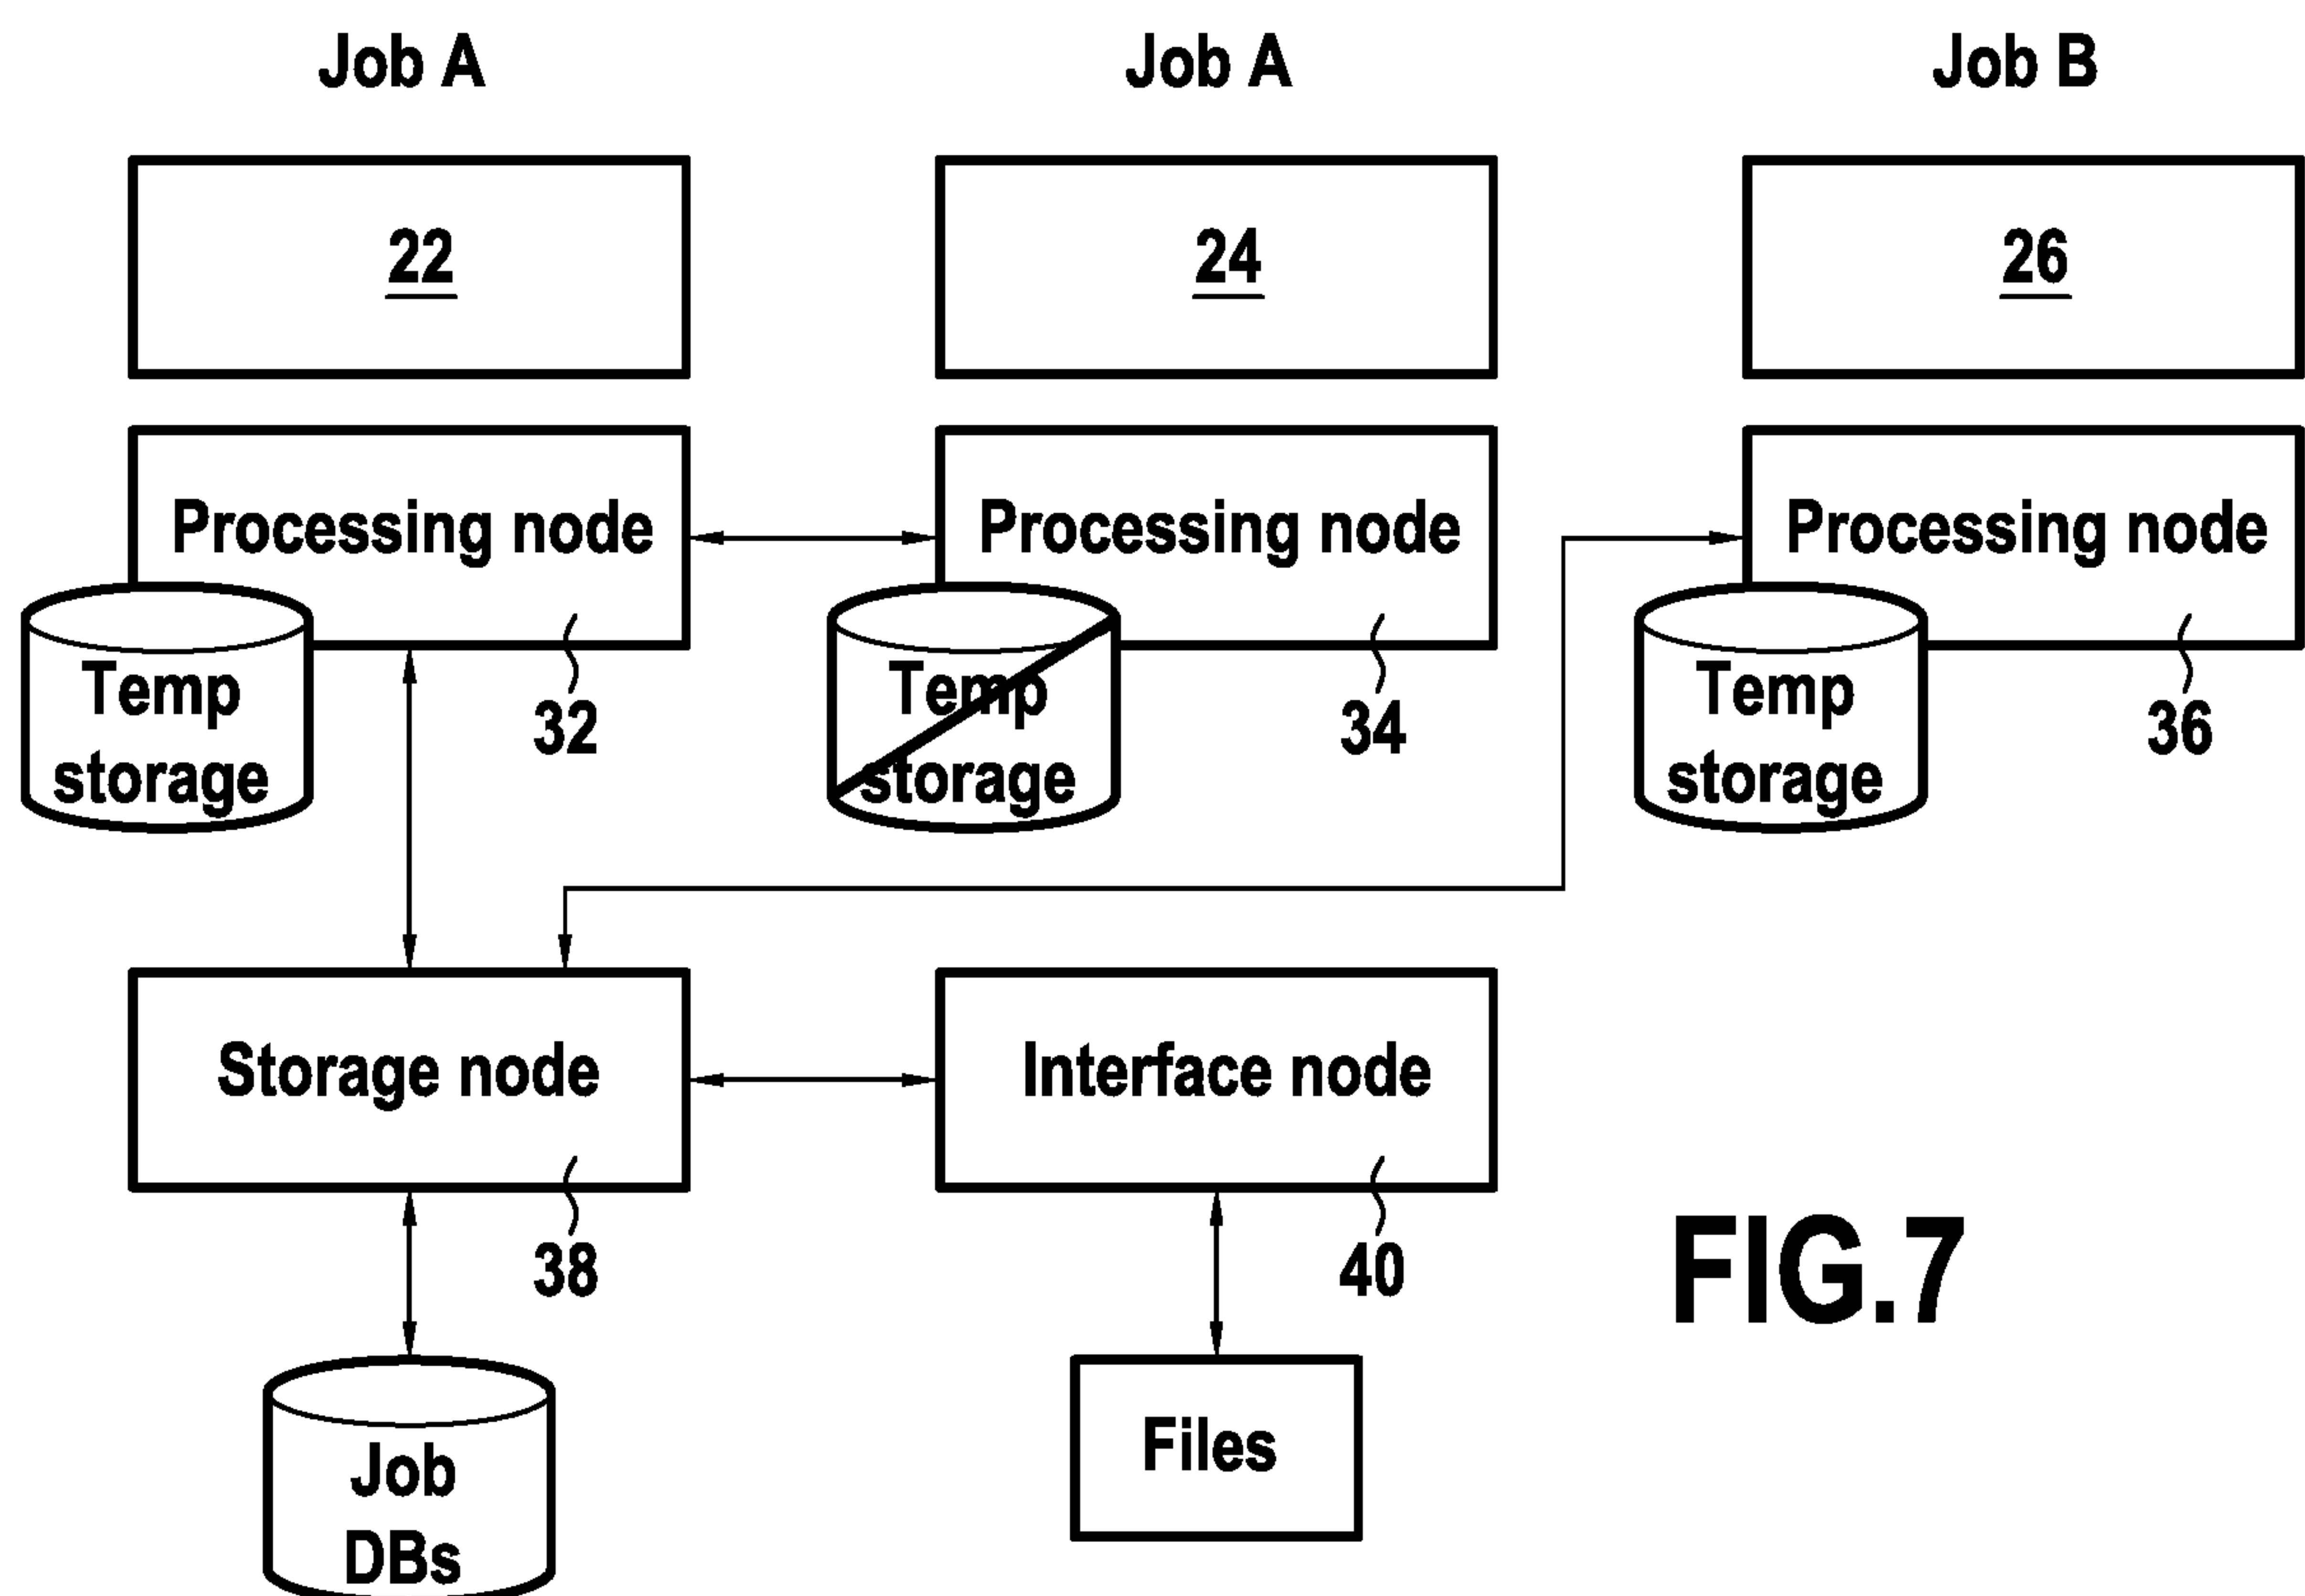 Job A
Job A
Job B
22
24
26
Processing node
Processing node
Processing node
Temp
storage
32
Temp
storage
34
Temp
storage
36
Storage node
Interface node
38
40
Job
DBs
Files
FIG.7